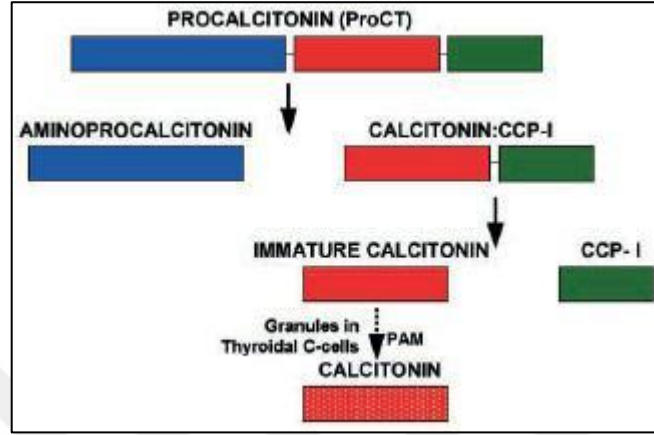 PROCALCITONIN (ProCT)
AMINOPROCALCITONIN
CALCITONIN:CCP-I
IMMATURE CALCITONIN
CCP- I
Granules in
Thyroidal C-cells
PAM
CALCITONIN